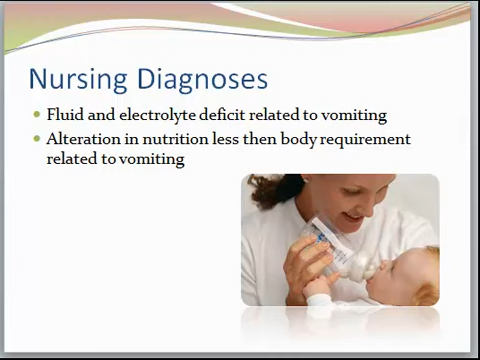 Nursing Diagnoses
Fluid and electrolyte deficit related to vomiting
Alteration in nutrition less then body requirement
related to vomiting